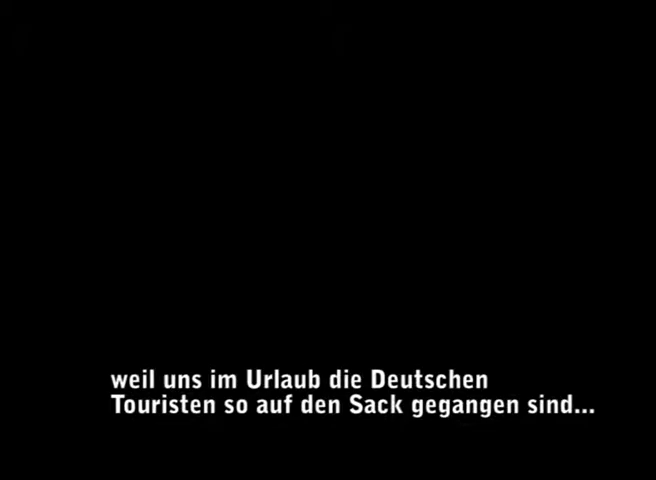 weil uns im Urlaub die Deutschen
Touristen so auf den Sack gegangen sind...